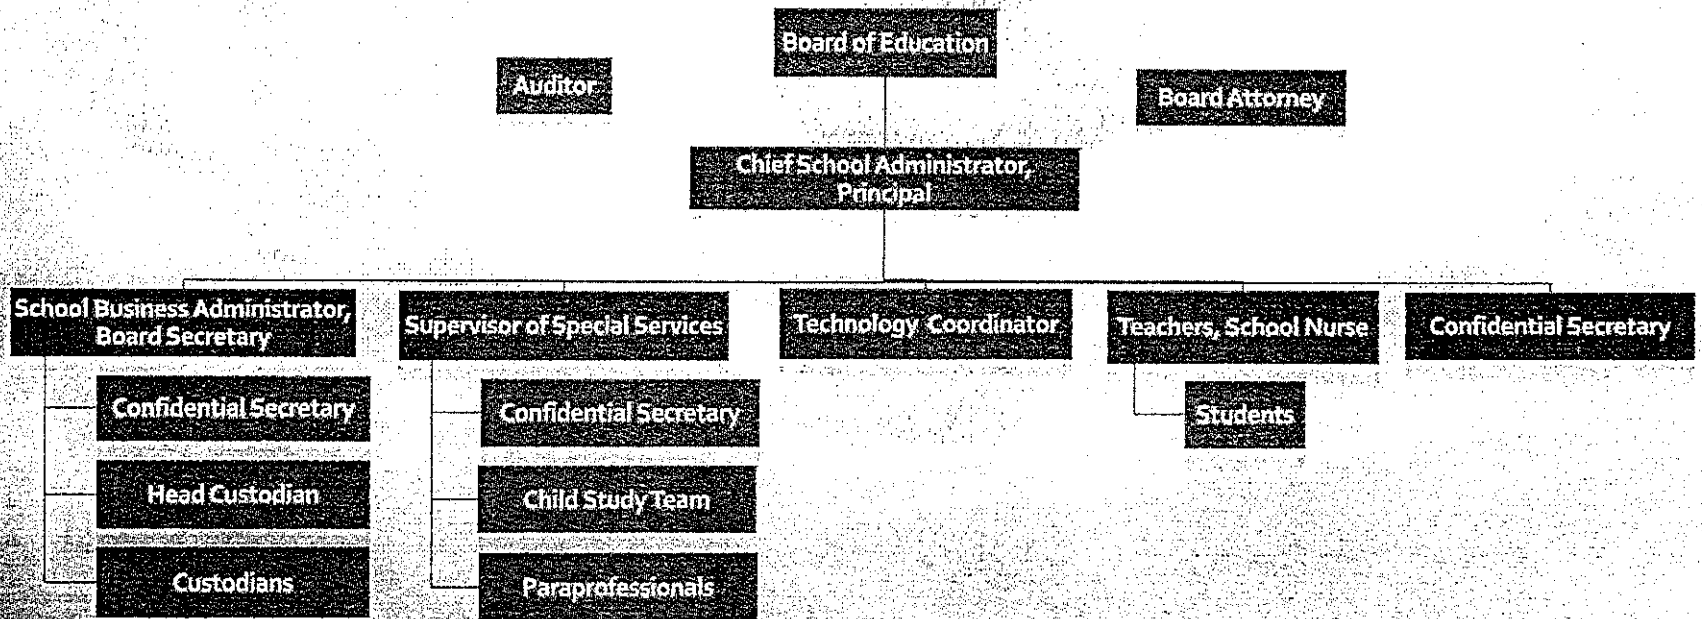 Board of Education
Auditor
Board Attorney
Chief School Administrator,
Principal
School Business Administrator,
Board Secretary
Supervisor of Special Services
Technology Coordinator
Teachers, School Nurse
Confidential Secretary
Confidential Secretary
Head Custodian
Custodians
Confidential Secretary
Child Study Team
Paraprofessionals
Students